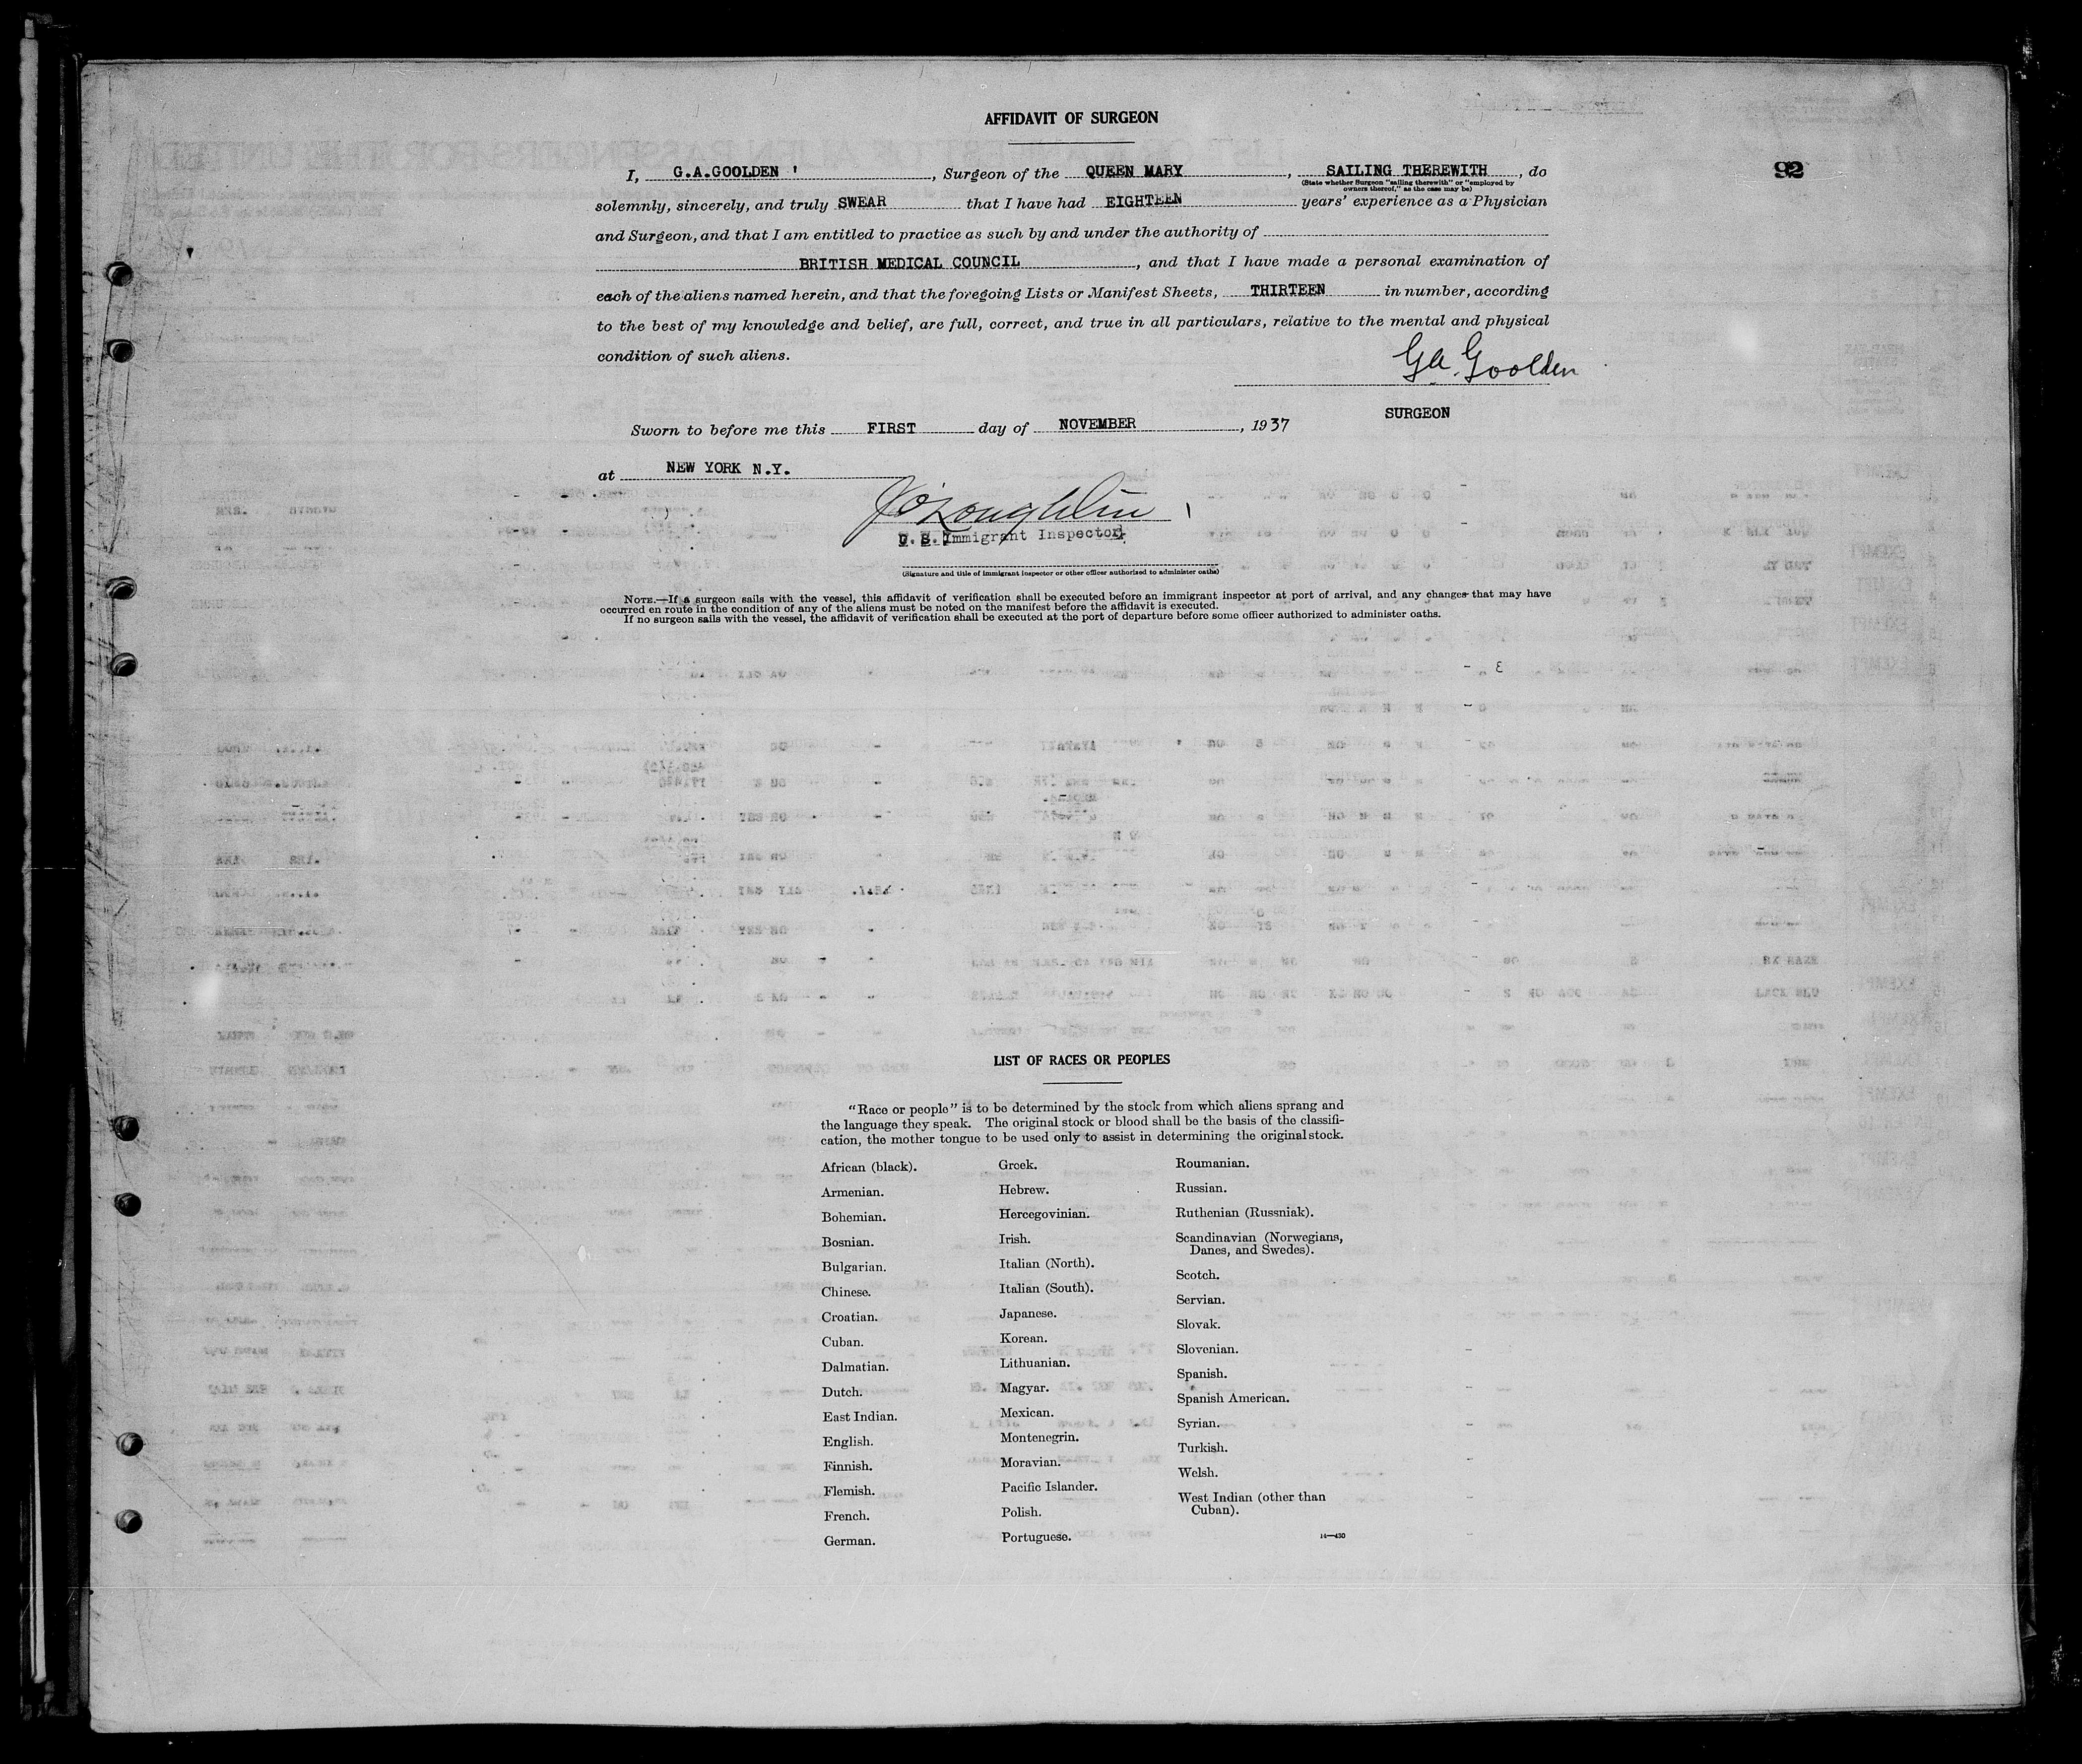 AFFIDAVIT OF SURGEON
92
I, G.A.GOOLDEN ', Surgeon of the QUEEN MARY, SAILING THEREWITH, do
(State whether Surgeon "sailing therewith" or "employed by
owners thereof," as the case may be)
solemnly, sincerely, and truly SWEAR that I have had EIGHTEEN years' experience as a Physician
and Surgeon, and that I am entitled to practice as such by and under the authority of
BRITISH MEDICAL COUNCIL, and that I have made a personal examination of
each of the aliens named herein, and that the foregoing Lists or Manifest Sheets, THIRTEEN in number, according
to the best of my knowledge and belief, are full, correct, and true in all particulars, relative to the mental and physical
condition of such aliens.
Ga. Goolden
SURGEON
Sworn to before me this FIRST day of NOVEMBER, 1937
at NEW YORK N.Y.
J O'Loughlin
U. S. Immigrant Inspector
(Signature and title of immigrant inspector or other officer authorized to administer oaths)
NOTE.—If a surgeon sails with the vessel, this affidavit of verification shall be executed before an immigrant inspector at port of arrival, and any changes that may have
occurred en route in the condition of any of the aliens must be noted on the manifest before the affidavit is executed.
If no surgeon sails with the vessel, the affidavit of verification shall be executed at the port of departure before some officer authorized to administer oaths.
LIST OF RACES OR PEOPLES
"Race or people" is to be determined by the stock from which aliens sprang and
the language they speak. The original stock or blood shall be the basis of the classifi-
cation, the mother tongue to be used only to assist in determining the original stock.
African (black).
Armenian.
Bohemian.
Bosnian.
Bulgarian.
Chinese.
Croatian.
Cuban.
Dalmatian.
Dutch.
East Indian.
English.
Finnish.
Flemish.
French.
German.
Greek.
Hebrew.
Hercegovinian.
Irish.
Italian (North).
Italian (South).
Japanese.
Korean.
Lithuanian.
Magyar.
Mexican.
Montenegrin.
Moravian.
Pacific Islander.
Polish.
Portuguese.
Roumanian.
Russian.
Ruthenian (Russniak).
Scandinavian (Norwegians,
Danes, and Swedes).
Scotch.
Servian.
Slovak.
Slovenian.
Spanish.
Spanish American.
Syrian.
Turkish.
Welsh.
West Indian (other than
Cuban).
14—430